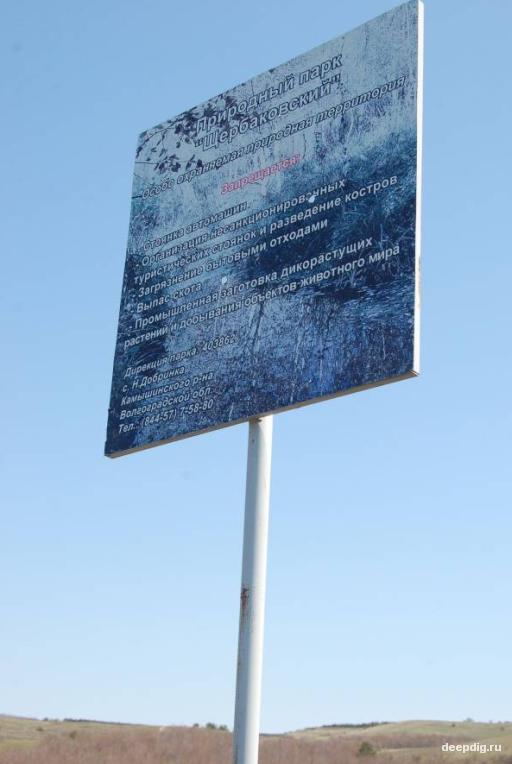 Природный парк
"Щербаковский"
Особо охраняемая природная территория
Запрещается:
- Стоянка автомашин
- Организация несанкционированных
туристических стоянок и разведение костров
- Загрязнение бытовыми отходами
- Выпас скота
- Промышленная заготовка дикорастущих
растений и добывания объектов животного мира
Дирекция парка: 403862
с. Н.Добринка
Камышинского р-на
Волгоградской обл.
Тел.: (844-57) 7-58-80
deepdig.ru